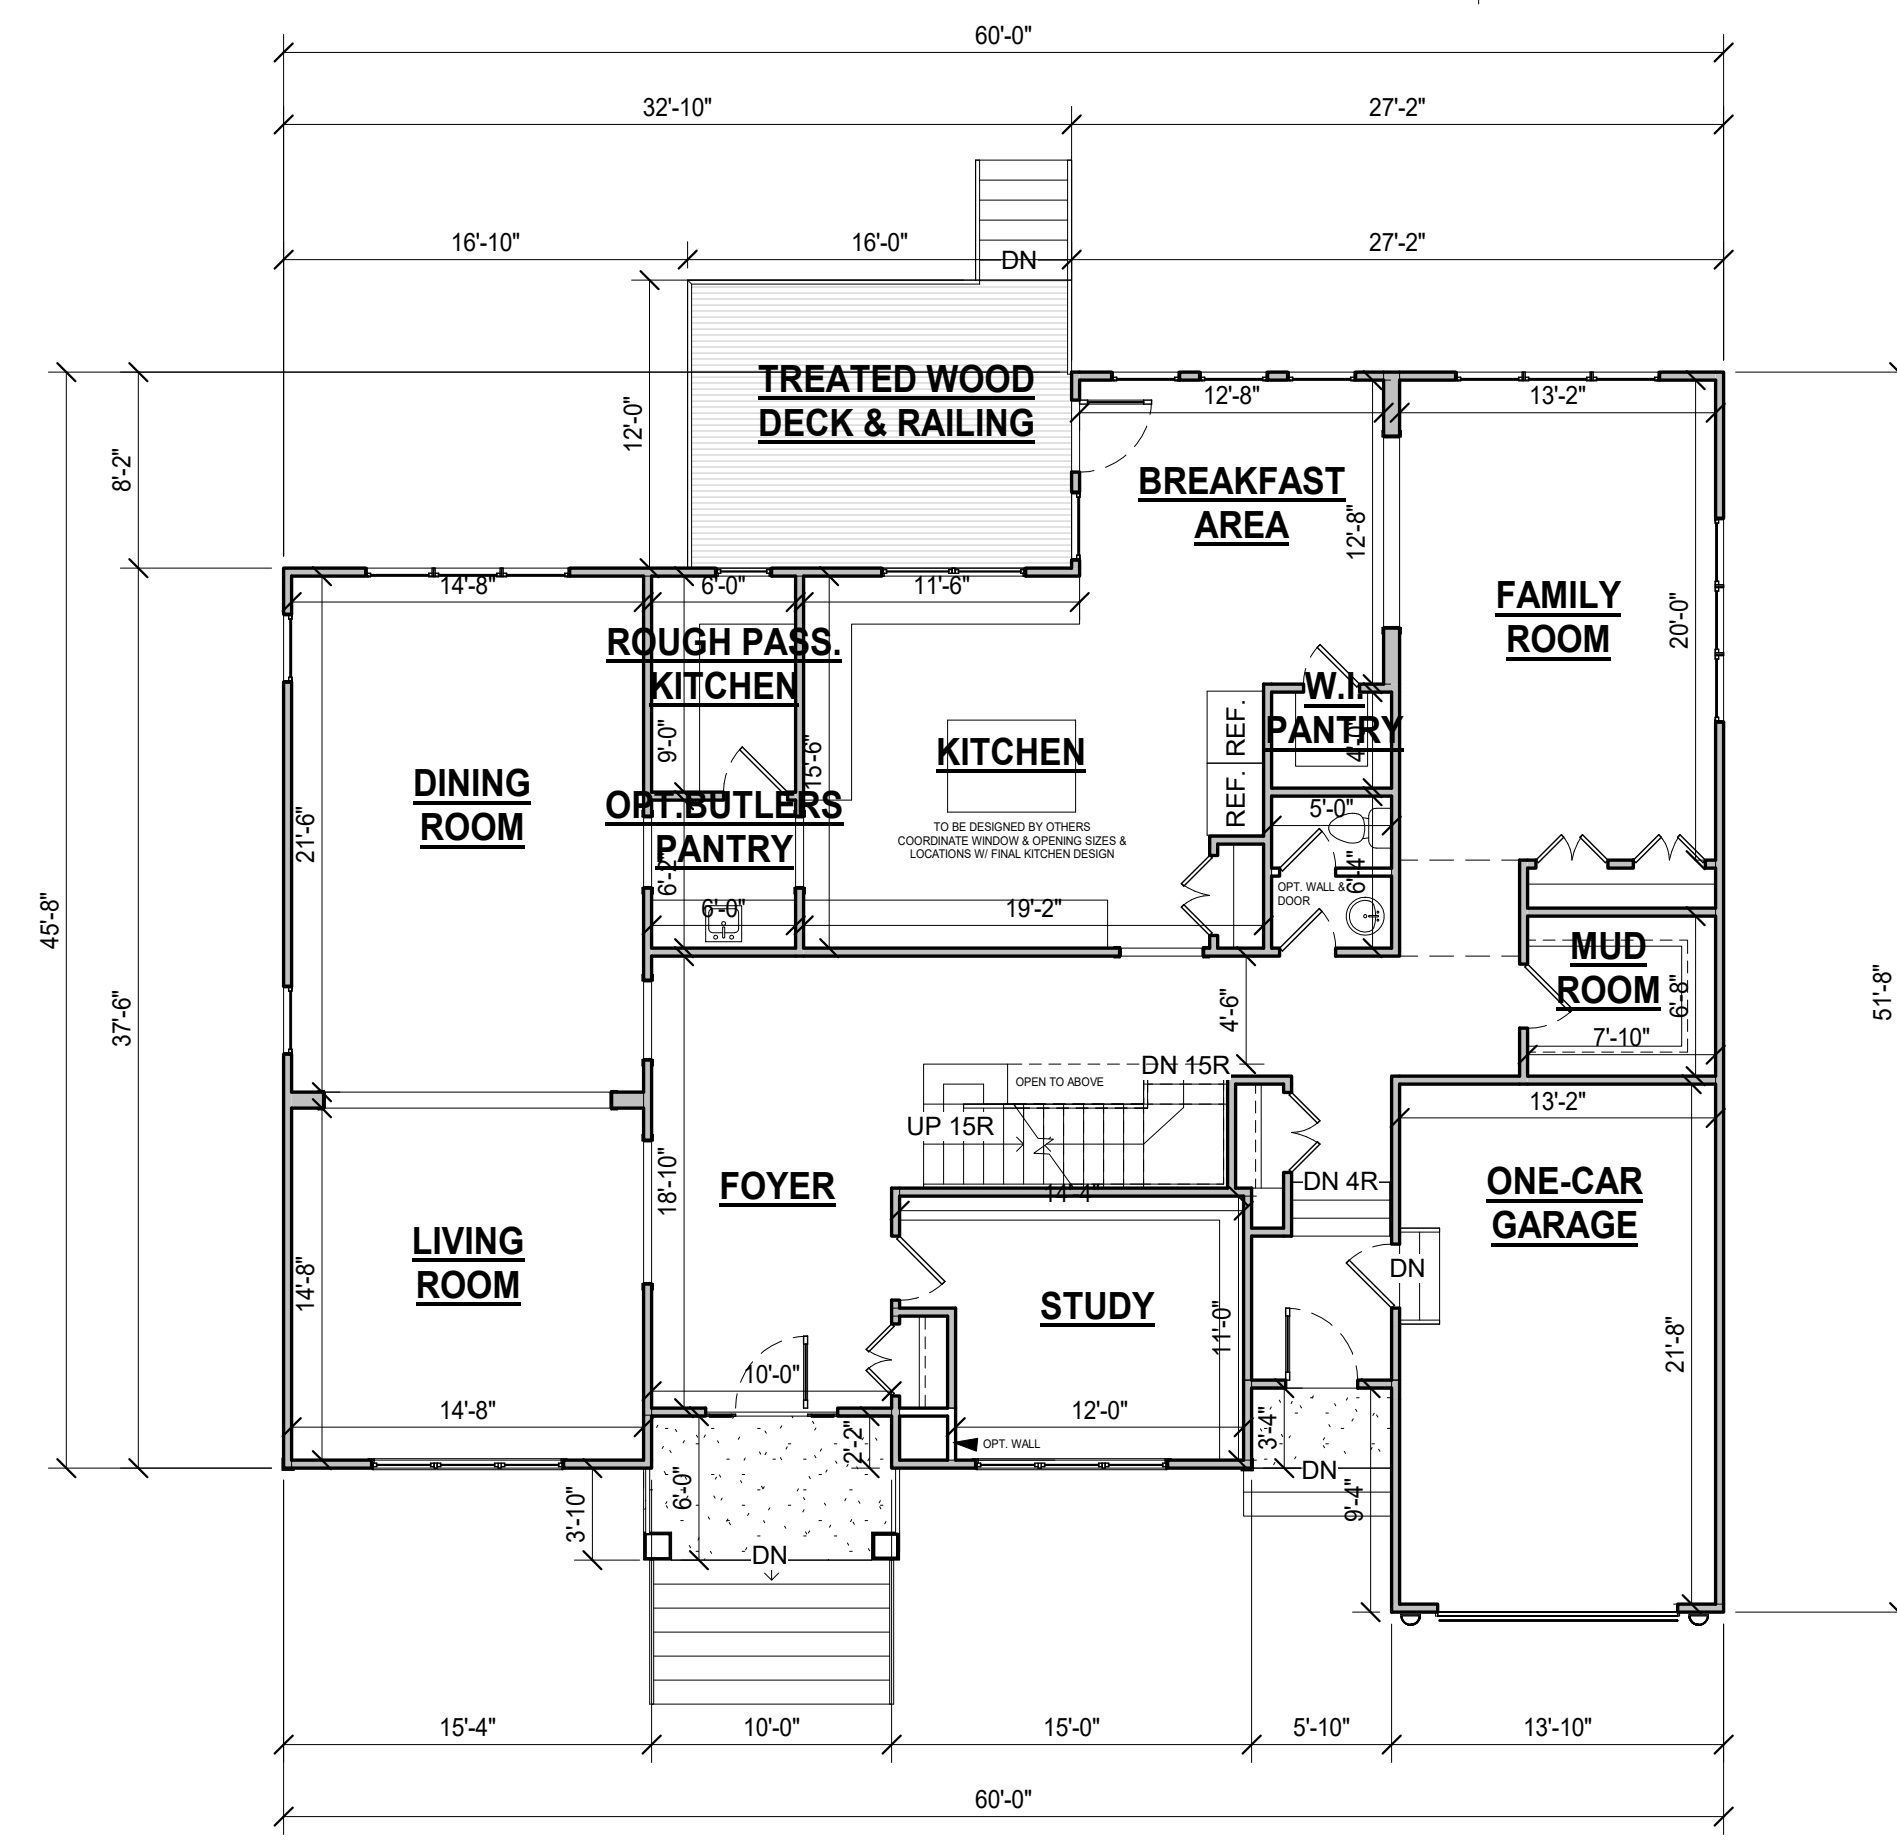 60'-0"
32'-10"
27'-2"
16'-10"
16'-0"
27'-2"
DN
TREATED WOOD
DECK & RAILING
12'-0"
8'-2"
12'-8"
13'-2"
BREAKFAST
AREA
12'-8"
FAMILY
ROOM
20'-0"
14'-8"
6'-0"
11'-6"
ROUGH PASS.
KITCHEN
9'-0"
15'-6"
KITCHEN
REF.
REF.
W.I.
PANTRY
4'-0"
DINING
ROOM
21'-6"
OPT.BUTLERS
PANTRY
6'-2"
6'-0"
TO BE DESIGNED BY OTHERS
COORDINATE WINDOW & OPENING SIZES &
LOCATIONS W/ FINAL KITCHEN DESIGN
5'-0"
6'-4"
OPT. WALL &
DOOR
19'-2"
45'-8"
37'-6"
51'-8"
MUD
ROOM
6'-8"
7'-10"
4'-6"
DN 15R
OPEN TO ABOVE
UP 15R
14'-4"
13'-2"
FOYER
18'-10"
DN 4R
ONE-CAR
GARAGE
LIVING
ROOM
14'-8"
DN
STUDY
11'-0"
21'-8"
10'-0"
14'-8"
12'-0"
2'-2"
OPT. WALL
3'-4"
DN
9'-4"
3'-10"
6'-0"
DN
15'-4"
10'-0"
15'-0"
5'-10"
13'-10"
60'-0"